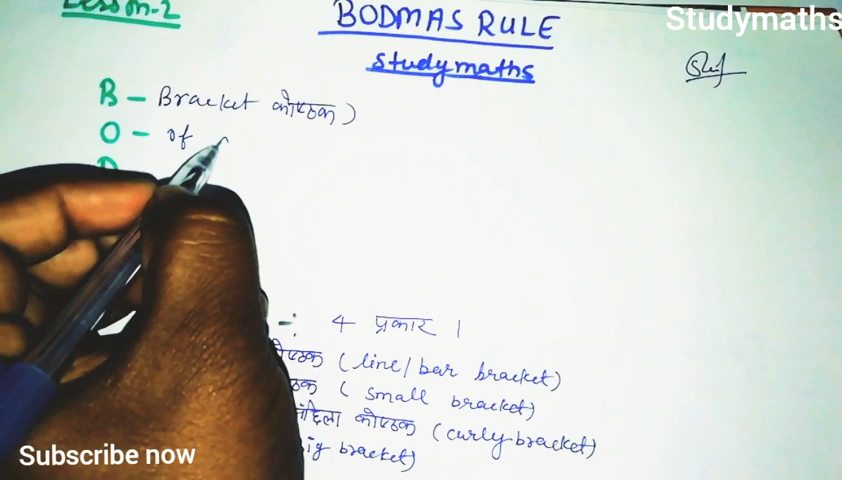 Lesson-2
BODMAS RULE
Studymaths
studymaths
B - Bracket कोष्ठक)
O - of
D
-: 4 प्रकार ।
(line/bar bracket)
( small bracket)
कोष्ठक (curly bracket)
bracket)
Subscribe now